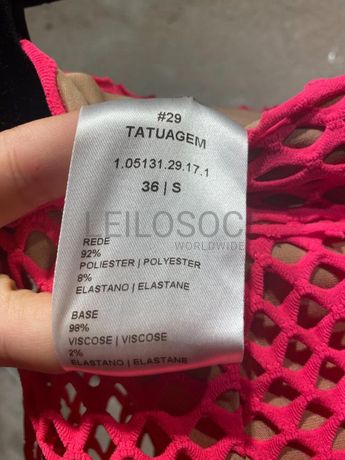 #29
TATUAGEM
1.05131.29.17.1
36 | S
LEILOSOC
WORLDWIDE
REDE
92%
POLIESTER | POLYESTER
8%
ELASTANO | ELASTANE
BASE
98%
VISCOSE | VISCOSE
2%
ELASTANO | ELASTANE